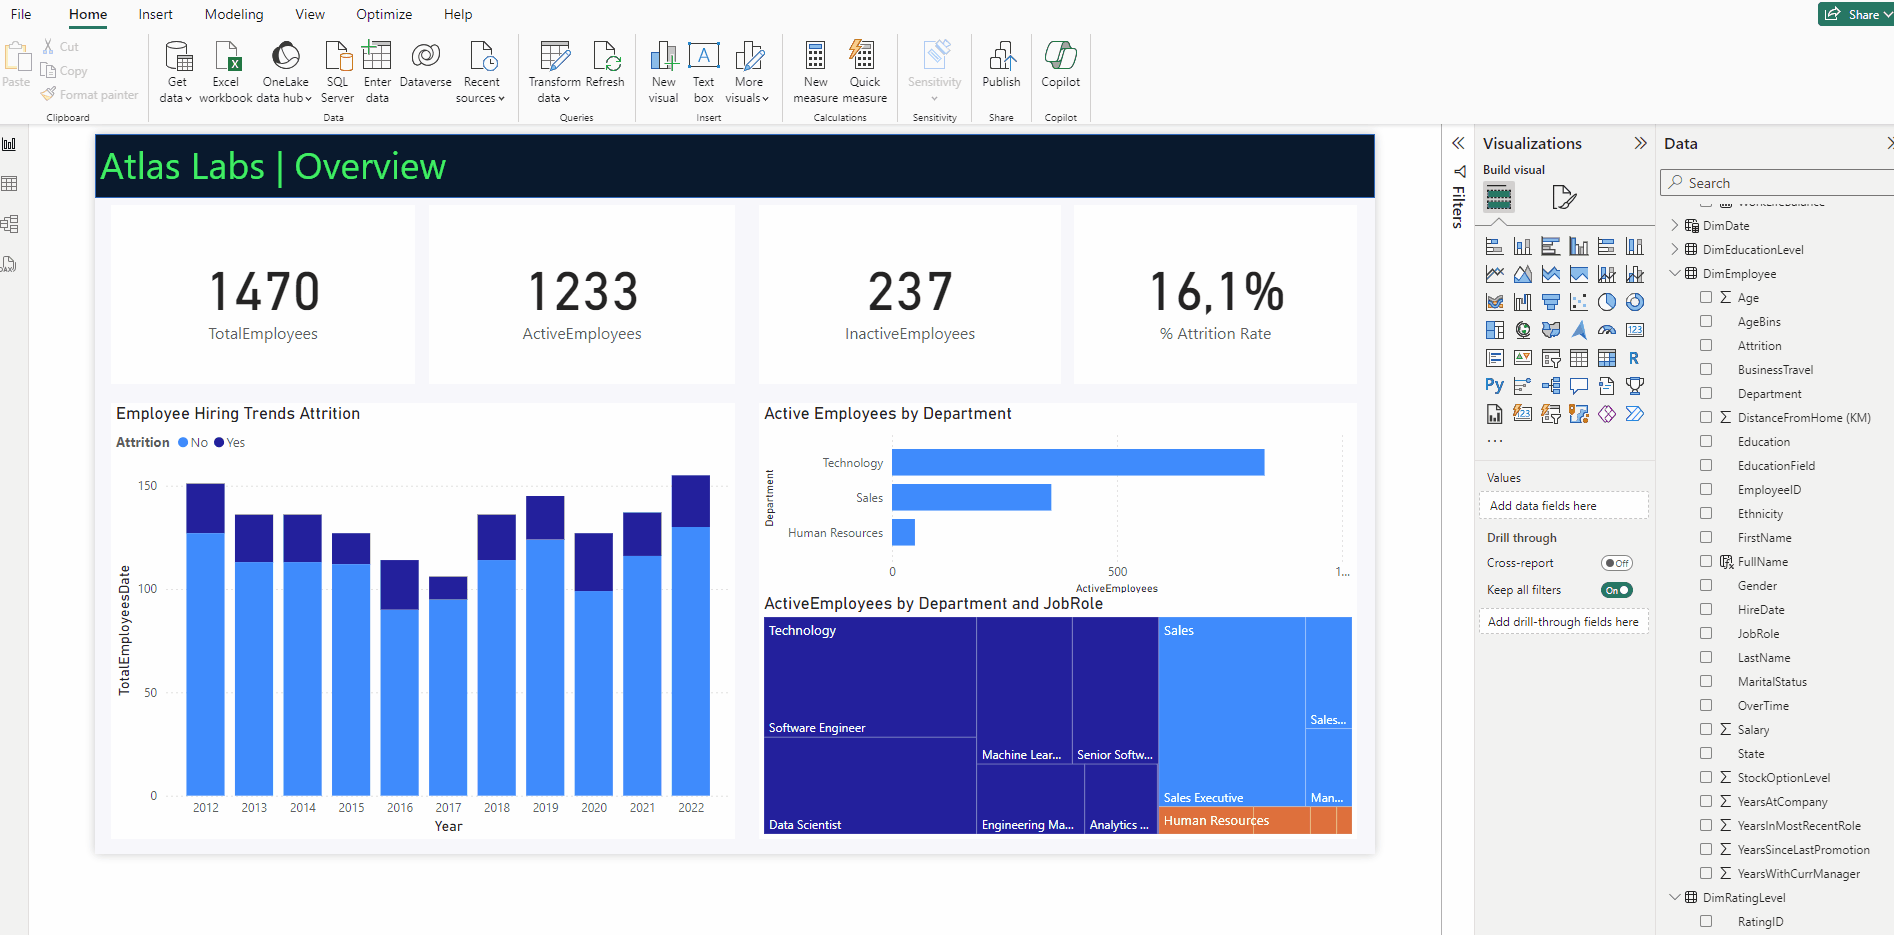 File Home Insert Modeling View Optimize Help
Share
Paste
Cut
Copy
Format painter
Clipboard
Get data
Excel workbook
OneLake data hub
SQL Server
Enter data
Dataverse
Recent sources
Data
Transform data
Refresh
Queries
New visual
Text box
More visuals
Insert
New measure
Quick measure
Calculations
Sensitivity
Sensitivity
Publish
Share
Copilot
Copilot
Atlas Labs | Overview
1470
TotalEmployees
1233
ActiveEmployees
237
InactiveEmployees
16,1%
% Attrition Rate
Employee Hiring Trends Attrition
Attrition No Yes
TotalEmployeesDate
150
100
50
0
2012 2013 2014 2015 2016 2017 2018 2019 2020 2021 2022
Year
Active Employees by Department
Department
Technology
Sales
Human Resources
0 500 1...
ActiveEmployees
ActiveEmployees by Department and JobRole
Technology
Software Engineer
Data Scientist
Machine Lear...
Senior Softw...
Engineering Ma...
Analytics ...
Sales
Sales Executive
Sales...
Man...
Human Resources
Filters
Visualizations
Build visual
123
R
Py
123
...
Values
Add data fields here
Drill through
Cross-report Off
Keep all filters On
Add drill-through fields here
Data
Search
WorkLifeBalance
DimDate
DimEducationLevel
DimEmployee
Age
AgeBins
Attrition
BusinessTravel
Department
DistanceFromHome (KM)
Education
EducationField
EmployeeID
Ethnicity
FirstName
FullName
Gender
HireDate
JobRole
LastName
MaritalStatus
OverTime
Salary
State
StockOptionLevel
YearsAtCompany
YearsInMostRecentRole
YearsSinceLastPromotion
YearsWithCurrManager
DimRatingLevel
RatingID